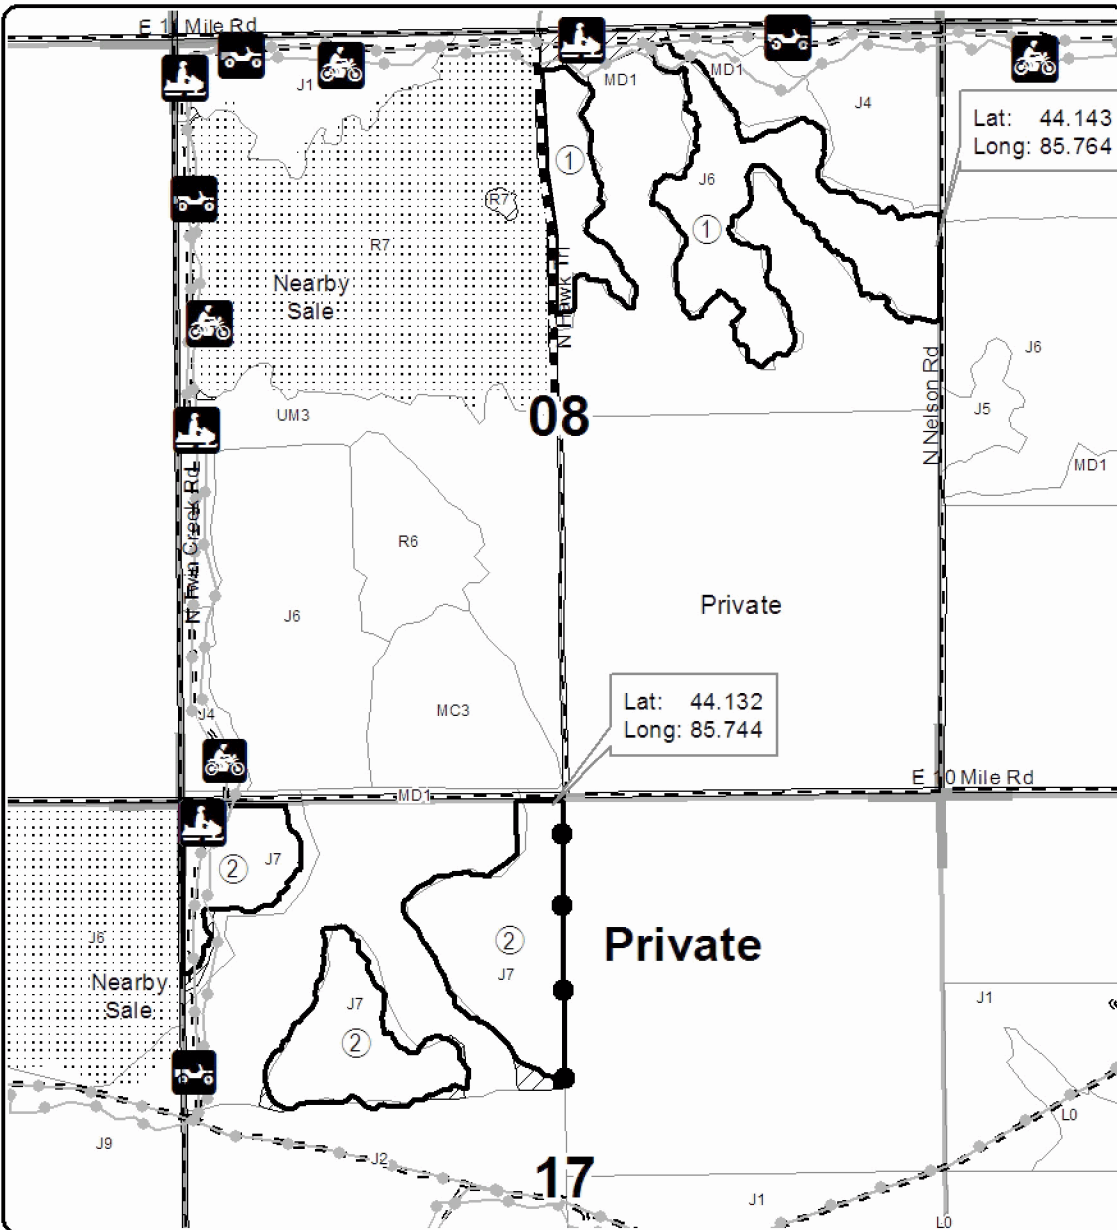 E 11 Mile Rd
J1
MD1
MD1
J4
Lat: 44.143
Long: 85.764
1
J6
R7
1
R7
Nearby
Sale
N Hawk Trl
N Nelson Rd
J6
J5
UM3
08
MD1
N Twin Creek Rd
R6
J6
Private
MC3
J4
Lat: 44.132
Long: 85.744
E 10 Mile Rd
MD1
2
J7
J6
2
J7
Private
Nearby
Sale
J7
2
J1
L0
J9
J2
17
J1
L0